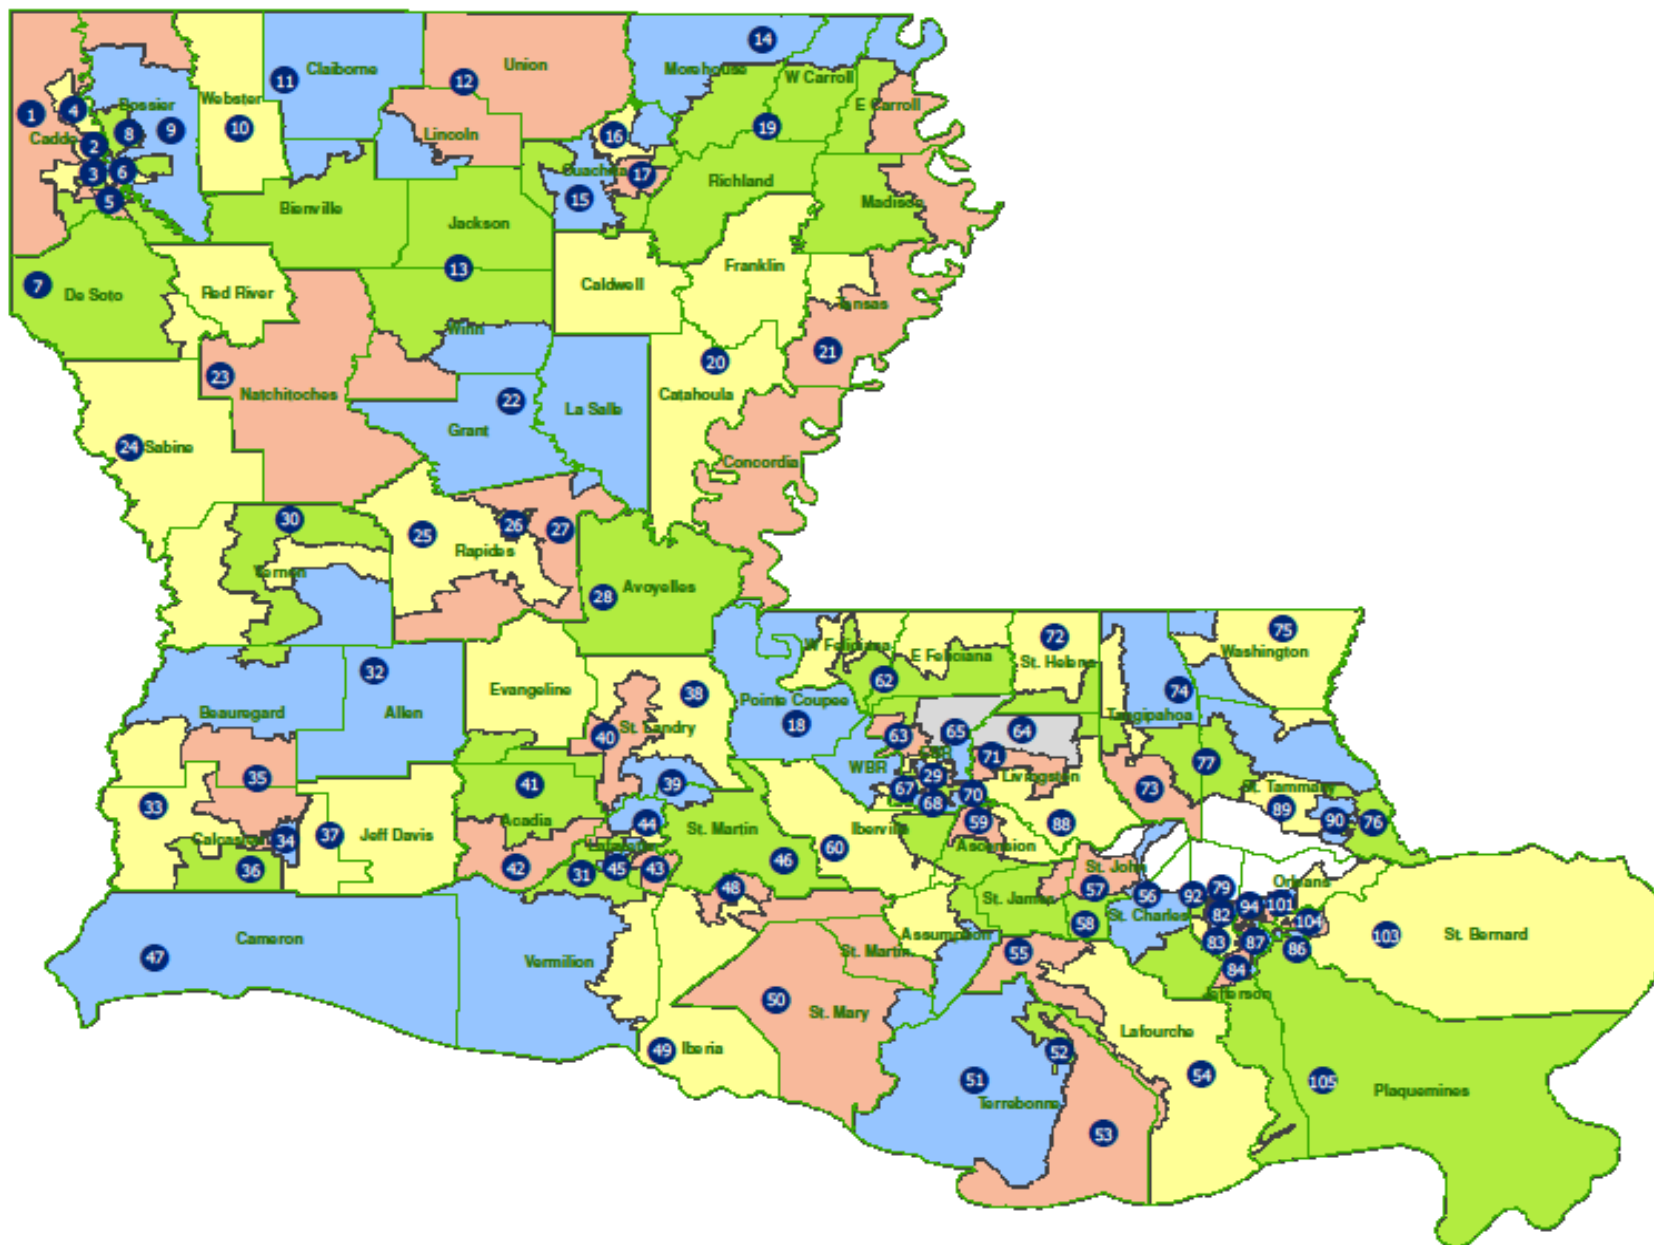 14
Union
Claiborne
Morehouse
W Carroll
11
12
Webster
Bossier
E Carroll
1
4
9
10
8
Lincoln
16
19
Caddo
2
3
6
Ouachita
17
Richland
15
5
Bienville
Jackson
Madison
13
Franklin
7
De Soto
Red River
Caldwell
Tensas
Winn
21
20
23
Natchitoches
22
La Salle
Catahoula
Grant
24
Sabine
Concordia
30
25
26
27
Rapides
Vernon
28
Avoyelles
72
75
W Feliciana
E Feliciana
St. Helena
Washington
32
62
Evangeline
38
74
Beauregard
Allen
Pointe Coupee
Tangipahoa
St. Landry
18
40
63
65
64
71
77
WBR
35
41
39
29
Livingston
67
70
73
St. Tammany
33
68
89
90
76
Acadia
44
St. Martin
Iberville
59
88
Calcasieu
34
37
Jeff Davis
60
Ascension
42
31
45
43
46
St. John
36
48
57
56
92
79
Orleans
St. James
94
101
82
St. Charles
58
104
Cameron
Assumption
83
87
103
St. Bernard
47
Vermilion
St. Martin
55
86
84
Jefferson
50
St. Mary
Lafourche
49
Iberia
52
51
54
105
Plaquemines
Terrebonne
53